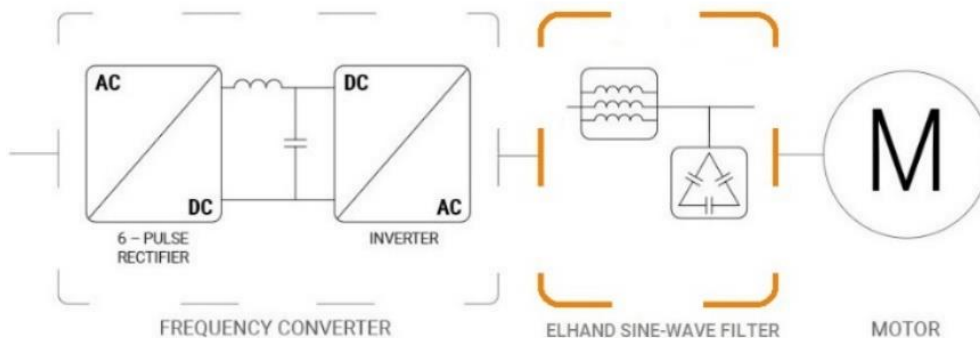 AC
DC
DC
AC
M
6 – PULSE
RECTIFIER
INVERTER
FREQUENCY CONVERTER
ELHAND SINE-WAVE FILTER
MOTOR